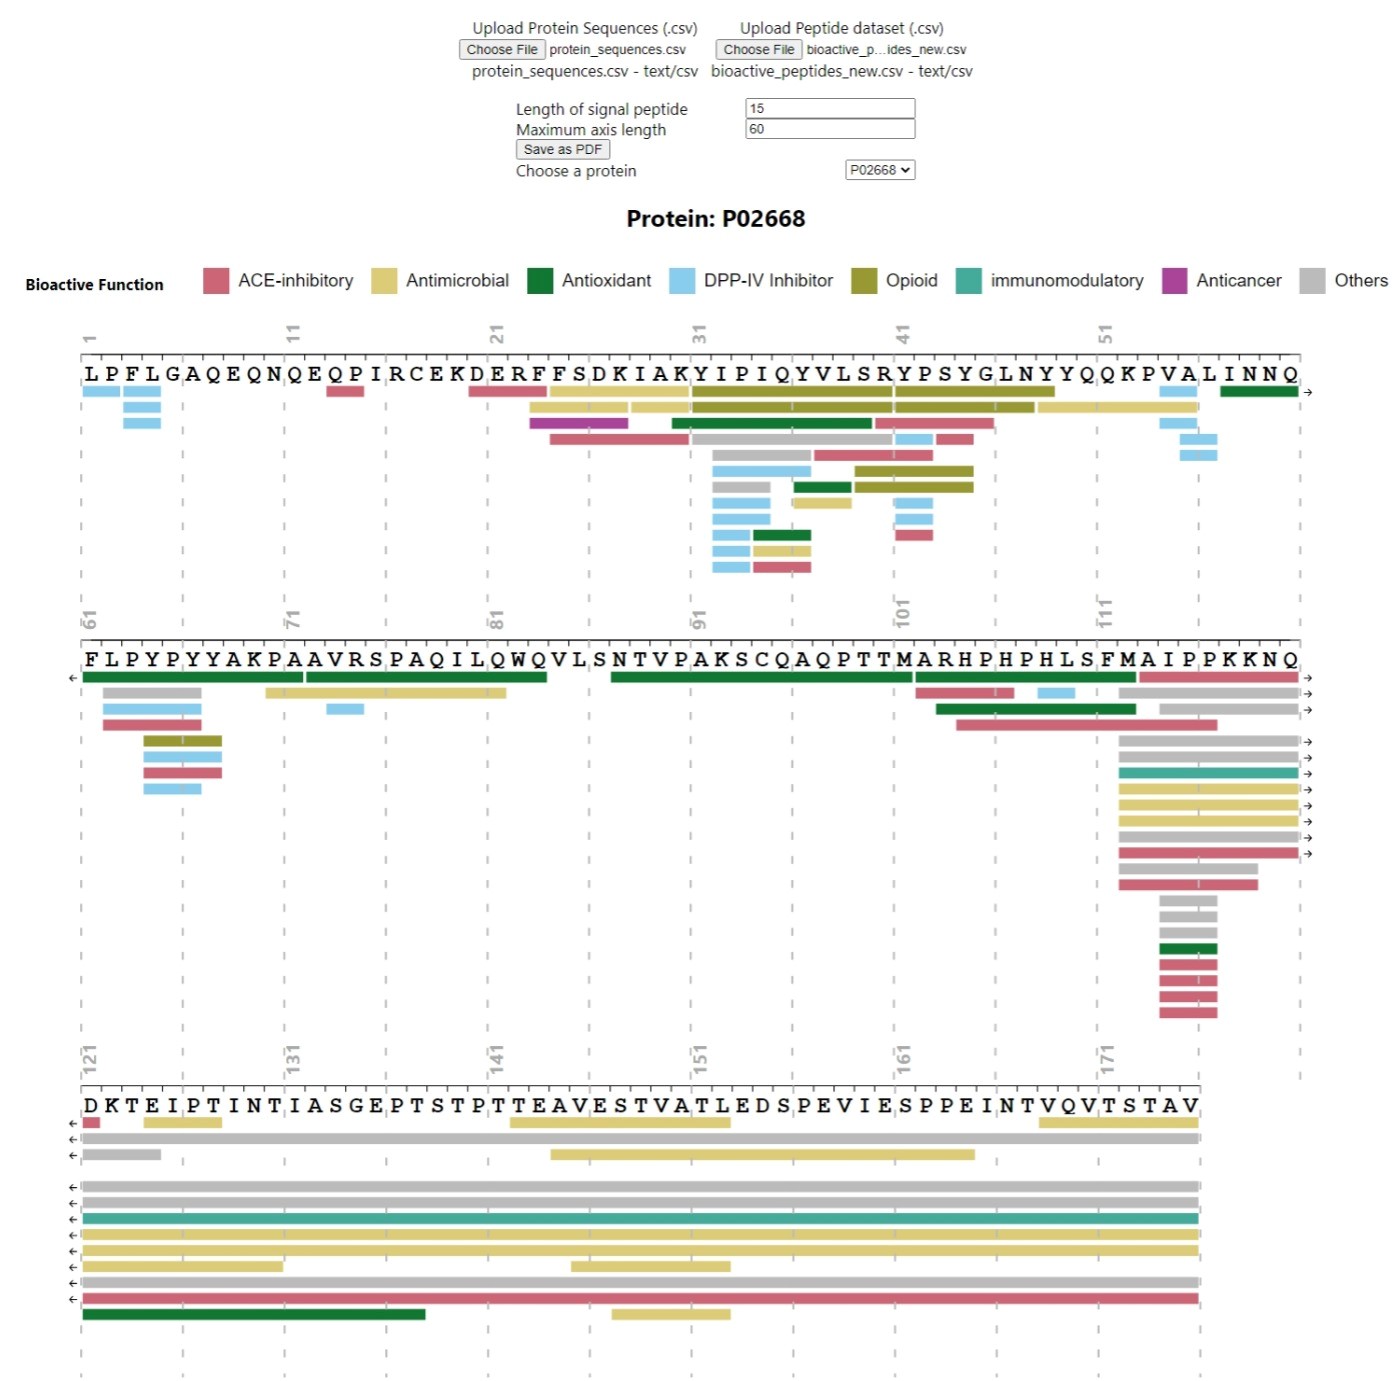 Upload Protein Sequences (.csv) Upload Peptide dataset (.csv)
Choose File protein_sequences.csv Choose File bioactive_p...ides_new.csv
protein_sequences.csv - text/csv bioactive_peptides_new.csv - text/csv
Length of signal peptide 15
Maximum axis length 60
Save as PDF
Choose a protein P02668
Protein: P02668
Bioactive Function ACE-inhibitory Antimicrobial Antioxidant DPP-IV Inhibitor Opioid immunomodulatory Anticancer Others
1 11 21 31 41 51
LPFLGAQEQNQEQPIRCEKDERFFSDKIAKYIPIQYVLSRYPSYGLNYYQQKPVALINNQ
→
61 71 81 91 101 111
FLPYPYYAKPAAVRSPAQILQWQVLSNTVPAKSCQAQPTTMARHPHPHLSFMAIPPKKNQ
← →
→
→
→
→
→
→
→
→
→
→
121 131 141 151 161 171
DKTEIPTINTIASGEPTSTPTTEAVESTVATLEDSPEVIESPPEINTVQVTSTAV
←
←
←
←
←
←
←
←
←
←
←